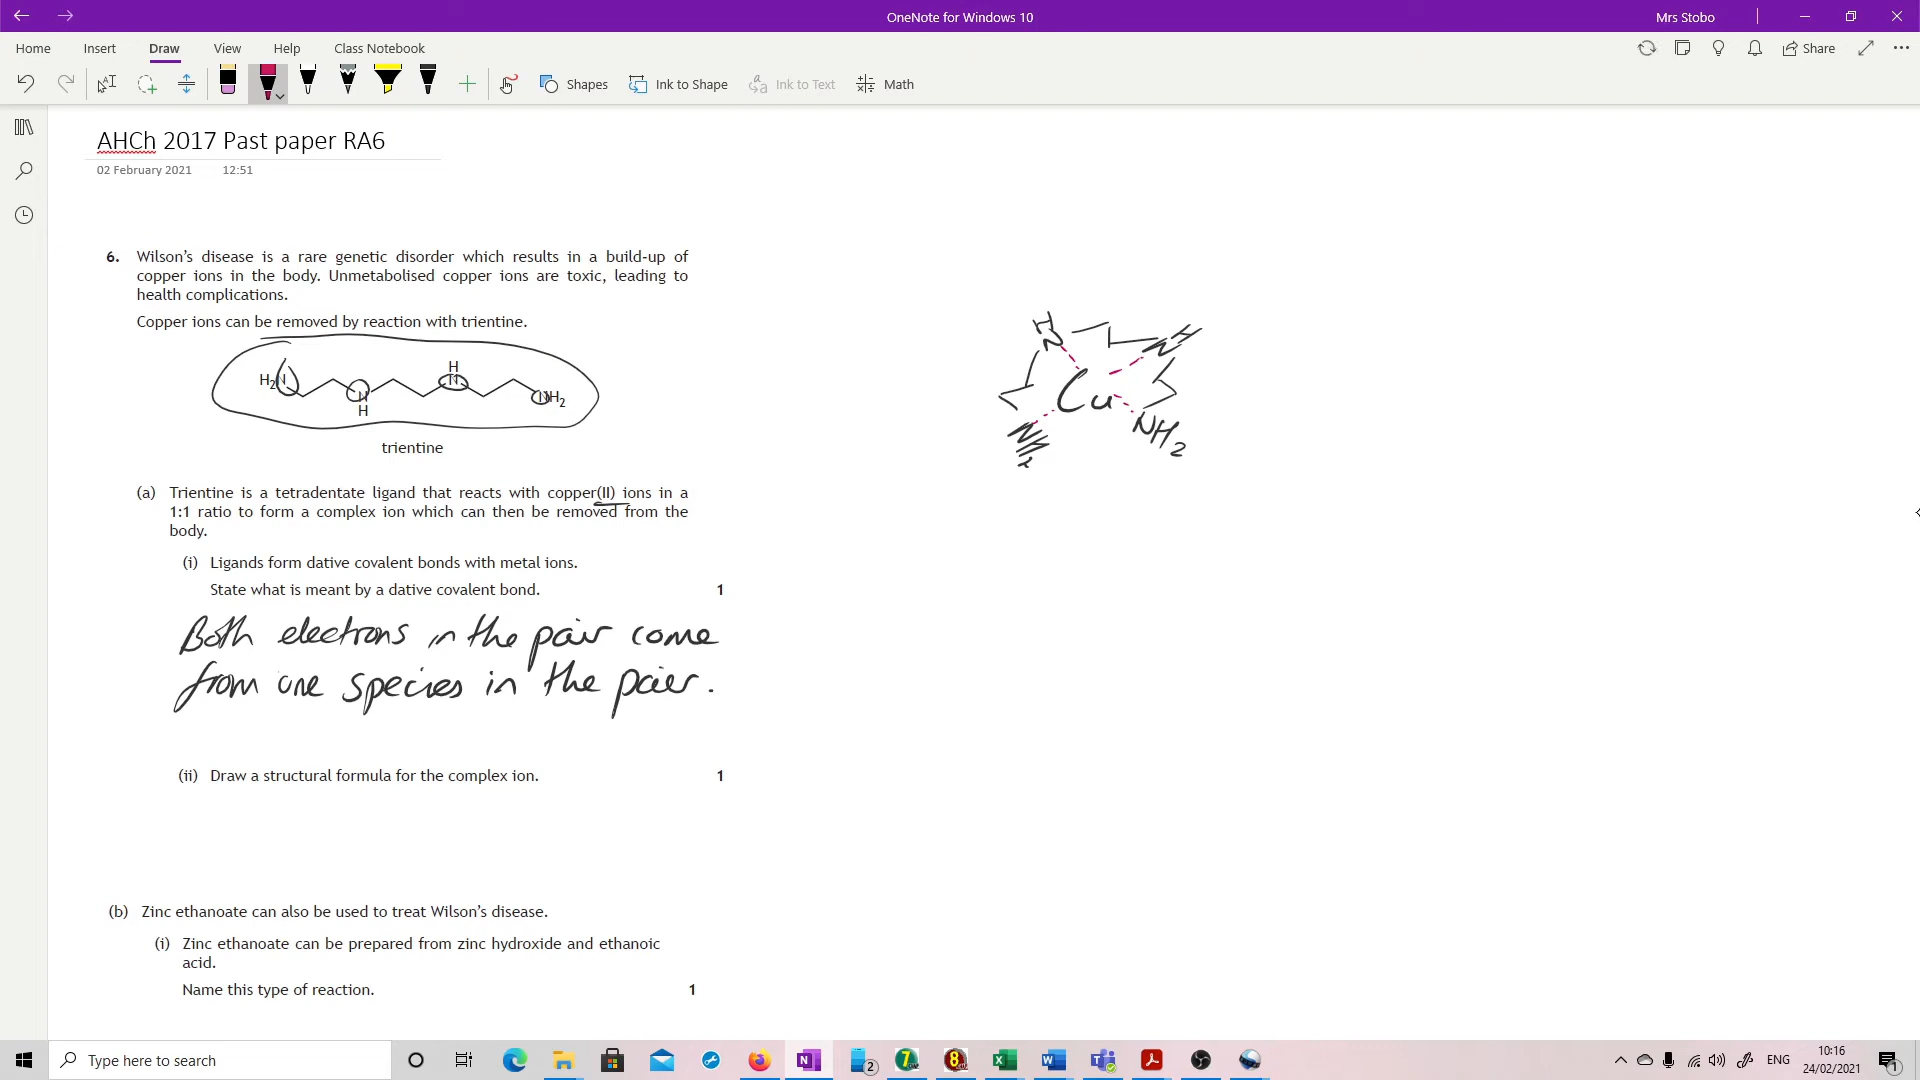 OneNote for Windows 10
Mrs Stobo
Home Insert Draw View Help Class Notebook
Share
Shapes Ink to Shape Ink to Text Math
AHCh 2017 Past paper RA6
02 February 2021 12:51
6. Wilson's disease is a rare genetic disorder which results in a build-up of
copper ions in the body. Unmetabolised copper ions are toxic, leading to
health complications.
Copper ions can be removed by reaction with trientine.
H
H2N
N
H
N
NH2
trientine
H
N
N
H
Cu
NH2
NH2
(a) Trientine is a tetradentate ligand that reacts with copper(II) ions in a
1:1 ratio to form a complex ion which can then be removed from the
body.
(i) Ligands form dative covalent bonds with metal ions.
State what is meant by a dative covalent bond. 1
Both electrons in the pair come
from one species in the pair.
(ii) Draw a structural formula for the complex ion. 1
(b) Zinc ethanoate can also be used to treat Wilson's disease.
(i) Zinc ethanoate can be prepared from zinc hydroxide and ethanoic
acid.
Name this type of reaction. 1
Type here to search
ENG
10:16
24/02/2021